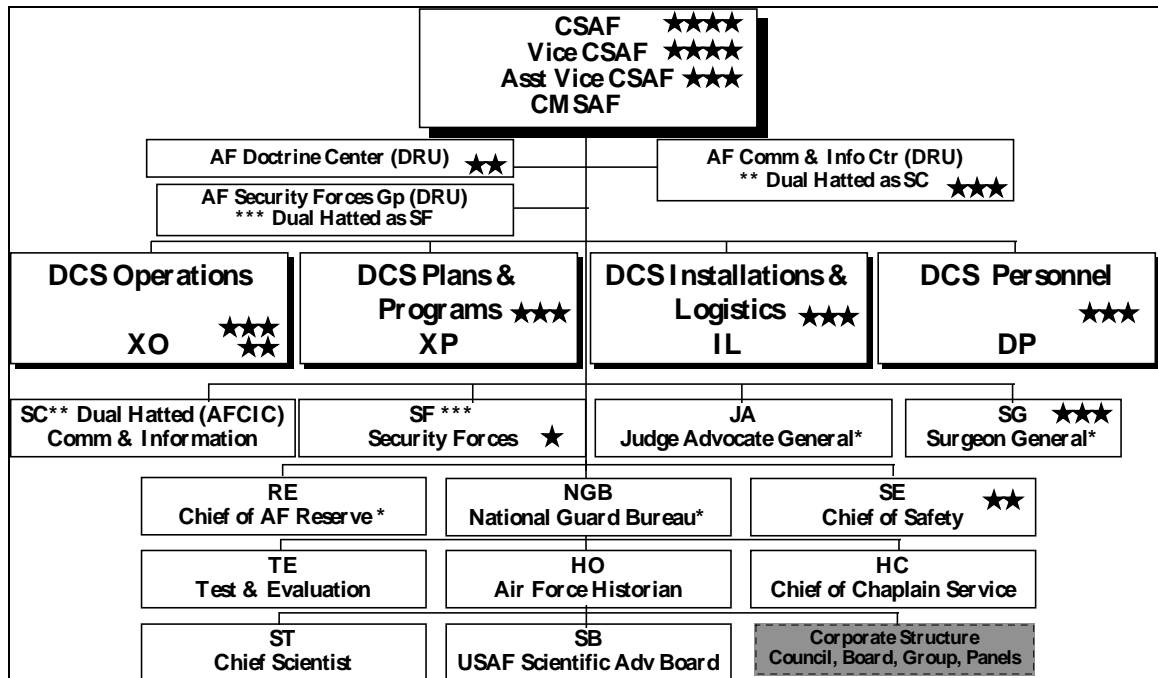 CSAF ★★★★
Vice CSAF ★★★★
Asst Vice CSAF ★★★
CMSAF
AF Doctrine Center (DRU) ★★
AF Comm & Info Ctr (DRU)
** Dual Hatted as SC ★★★
AF Security Forces Gp (DRU)
*** Dual Hatted as SF
DCS Operations
★★★
XO ★★
DCS Plans &
Programs ★★★
XP
DCS Installations &
Logistics ★★★
IL
DCS Personnel
★★★
DP
SC** Dual Hatted (AFCIC)
Comm & Information
SF ***
Security Forces ★
JA
Judge Advocate General*
SG ★★★
Surgeon General*
RE
Chief of AF Reserve *
NGB
National Guard Bureau*
SE ★★
Chief of Safety
TE
Test & Evaluation
HO
Air Force Historian
HC
Chief of Chaplain Service
ST
Chief Scientist
SB
USAF Scientific Adv Board
Corporate Structure
Council, Board, Group, Panels